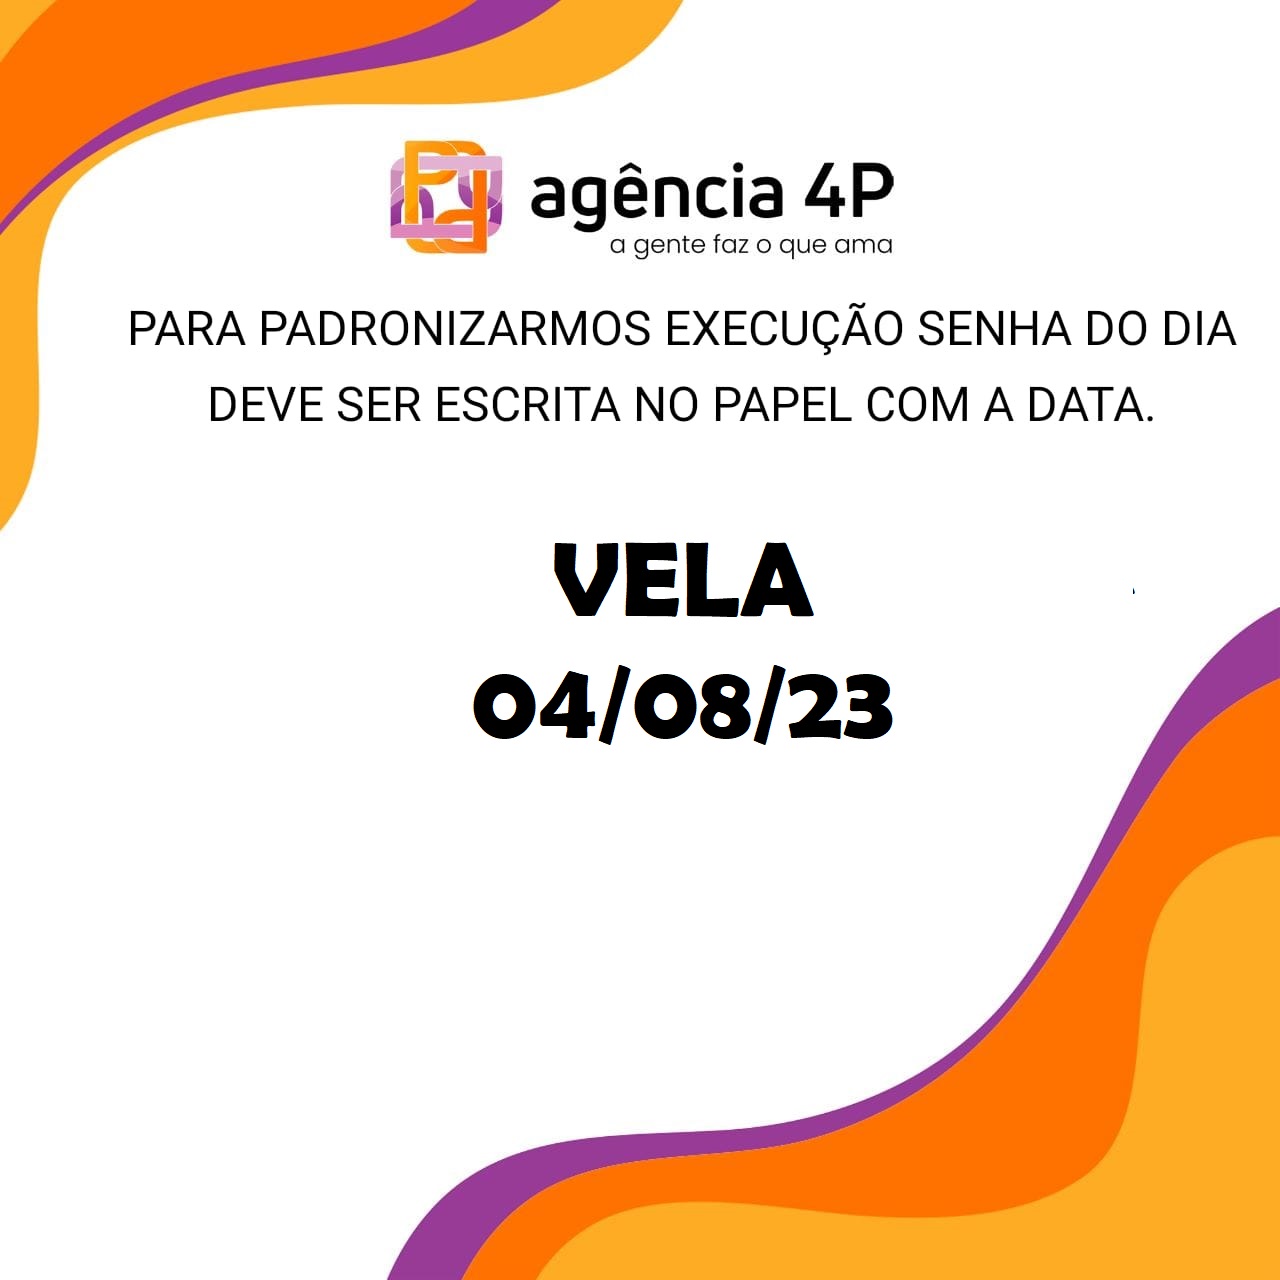 agência 4P
a gente faz o que ama
PARA PADRONIZARMOS EXECUÇÃO SENHA DO DIA
DEVE SER ESCRITA NO PAPEL COM A DATA.
VELA
04/08/23